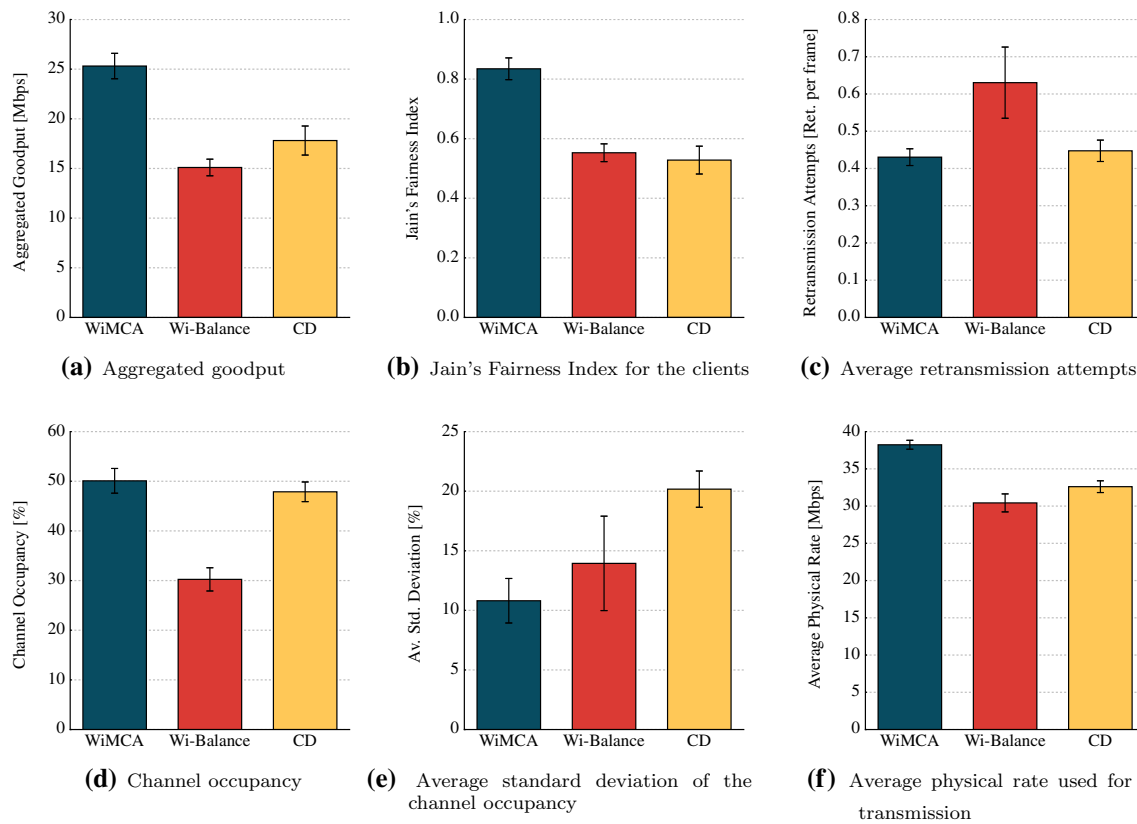 Aggregated Goodput [Mbps]
30
25
20
15
10
5
0
WiMCA Wi-Balance CD
(a) Aggregated goodput
Jain's Fairness Index
1.0
0.8
0.6
0.4
0.2
0.0
WiMCA Wi-Balance CD
(b) Jain's Fairness Index for the clients
Retransmission Attempts [Ret. per frame]
0.8
0.7
0.6
0.5
0.4
0.3
0.2
0.1
0.0
WiMCA Wi-Balance CD
(c) Average retransmission attempts
Channel Occupancy [%]
60
50
40
30
20
10
0
WiMCA Wi-Balance CD
(d) Channel occupancy
Av. Std. Deviation [%]
25
20
15
10
5
0
WiMCA Wi-Balance CD
(e) Average standard deviation of the
channel occupancy
Average Physical Rate [Mbps]
40
35
30
25
20
15
10
5
0
WiMCA Wi-Balance CD
(f) Average physical rate used for
transmission